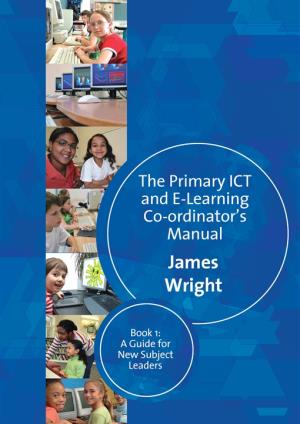 The Primary ICT
and E-Learning
Co-ordinator's
Manual
James
Wright
Book 1:
A Guide for
New Subject
Leaders